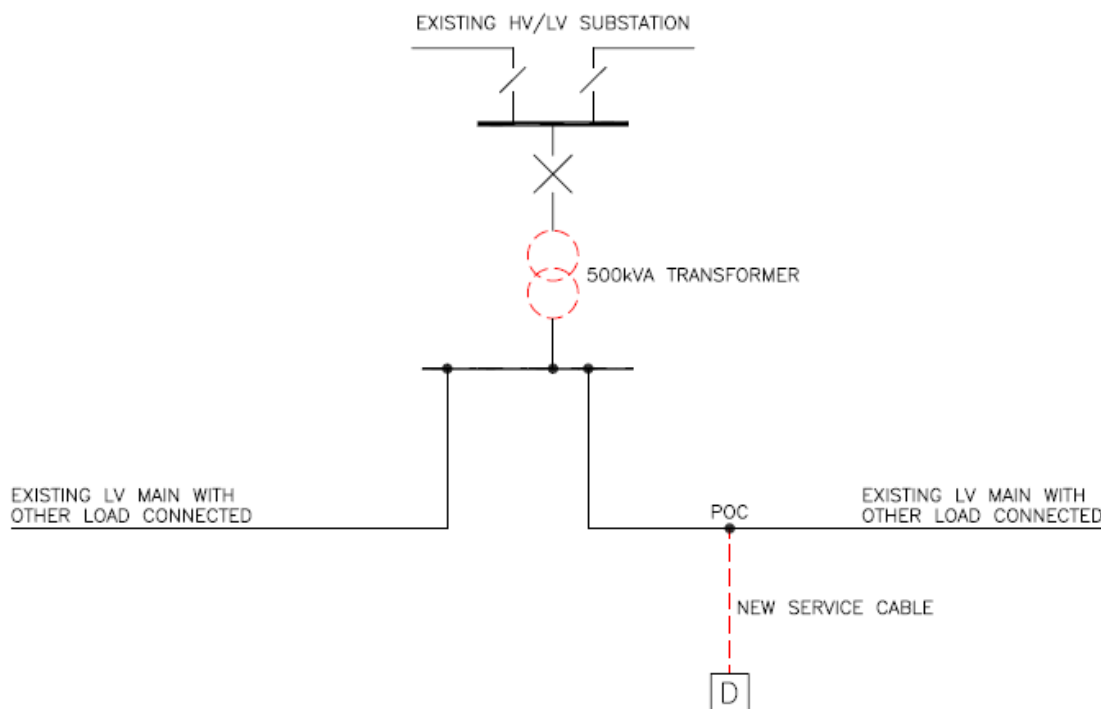 EXISTING HV/LV SUBSTATION
500kVA TRANSFORMER
EXISTING LV MAIN WITH
OTHER LOAD CONNECTED
POC
EXISTING LV MAIN WITH
OTHER LOAD CONNECTED
NEW SERVICE CABLE
D